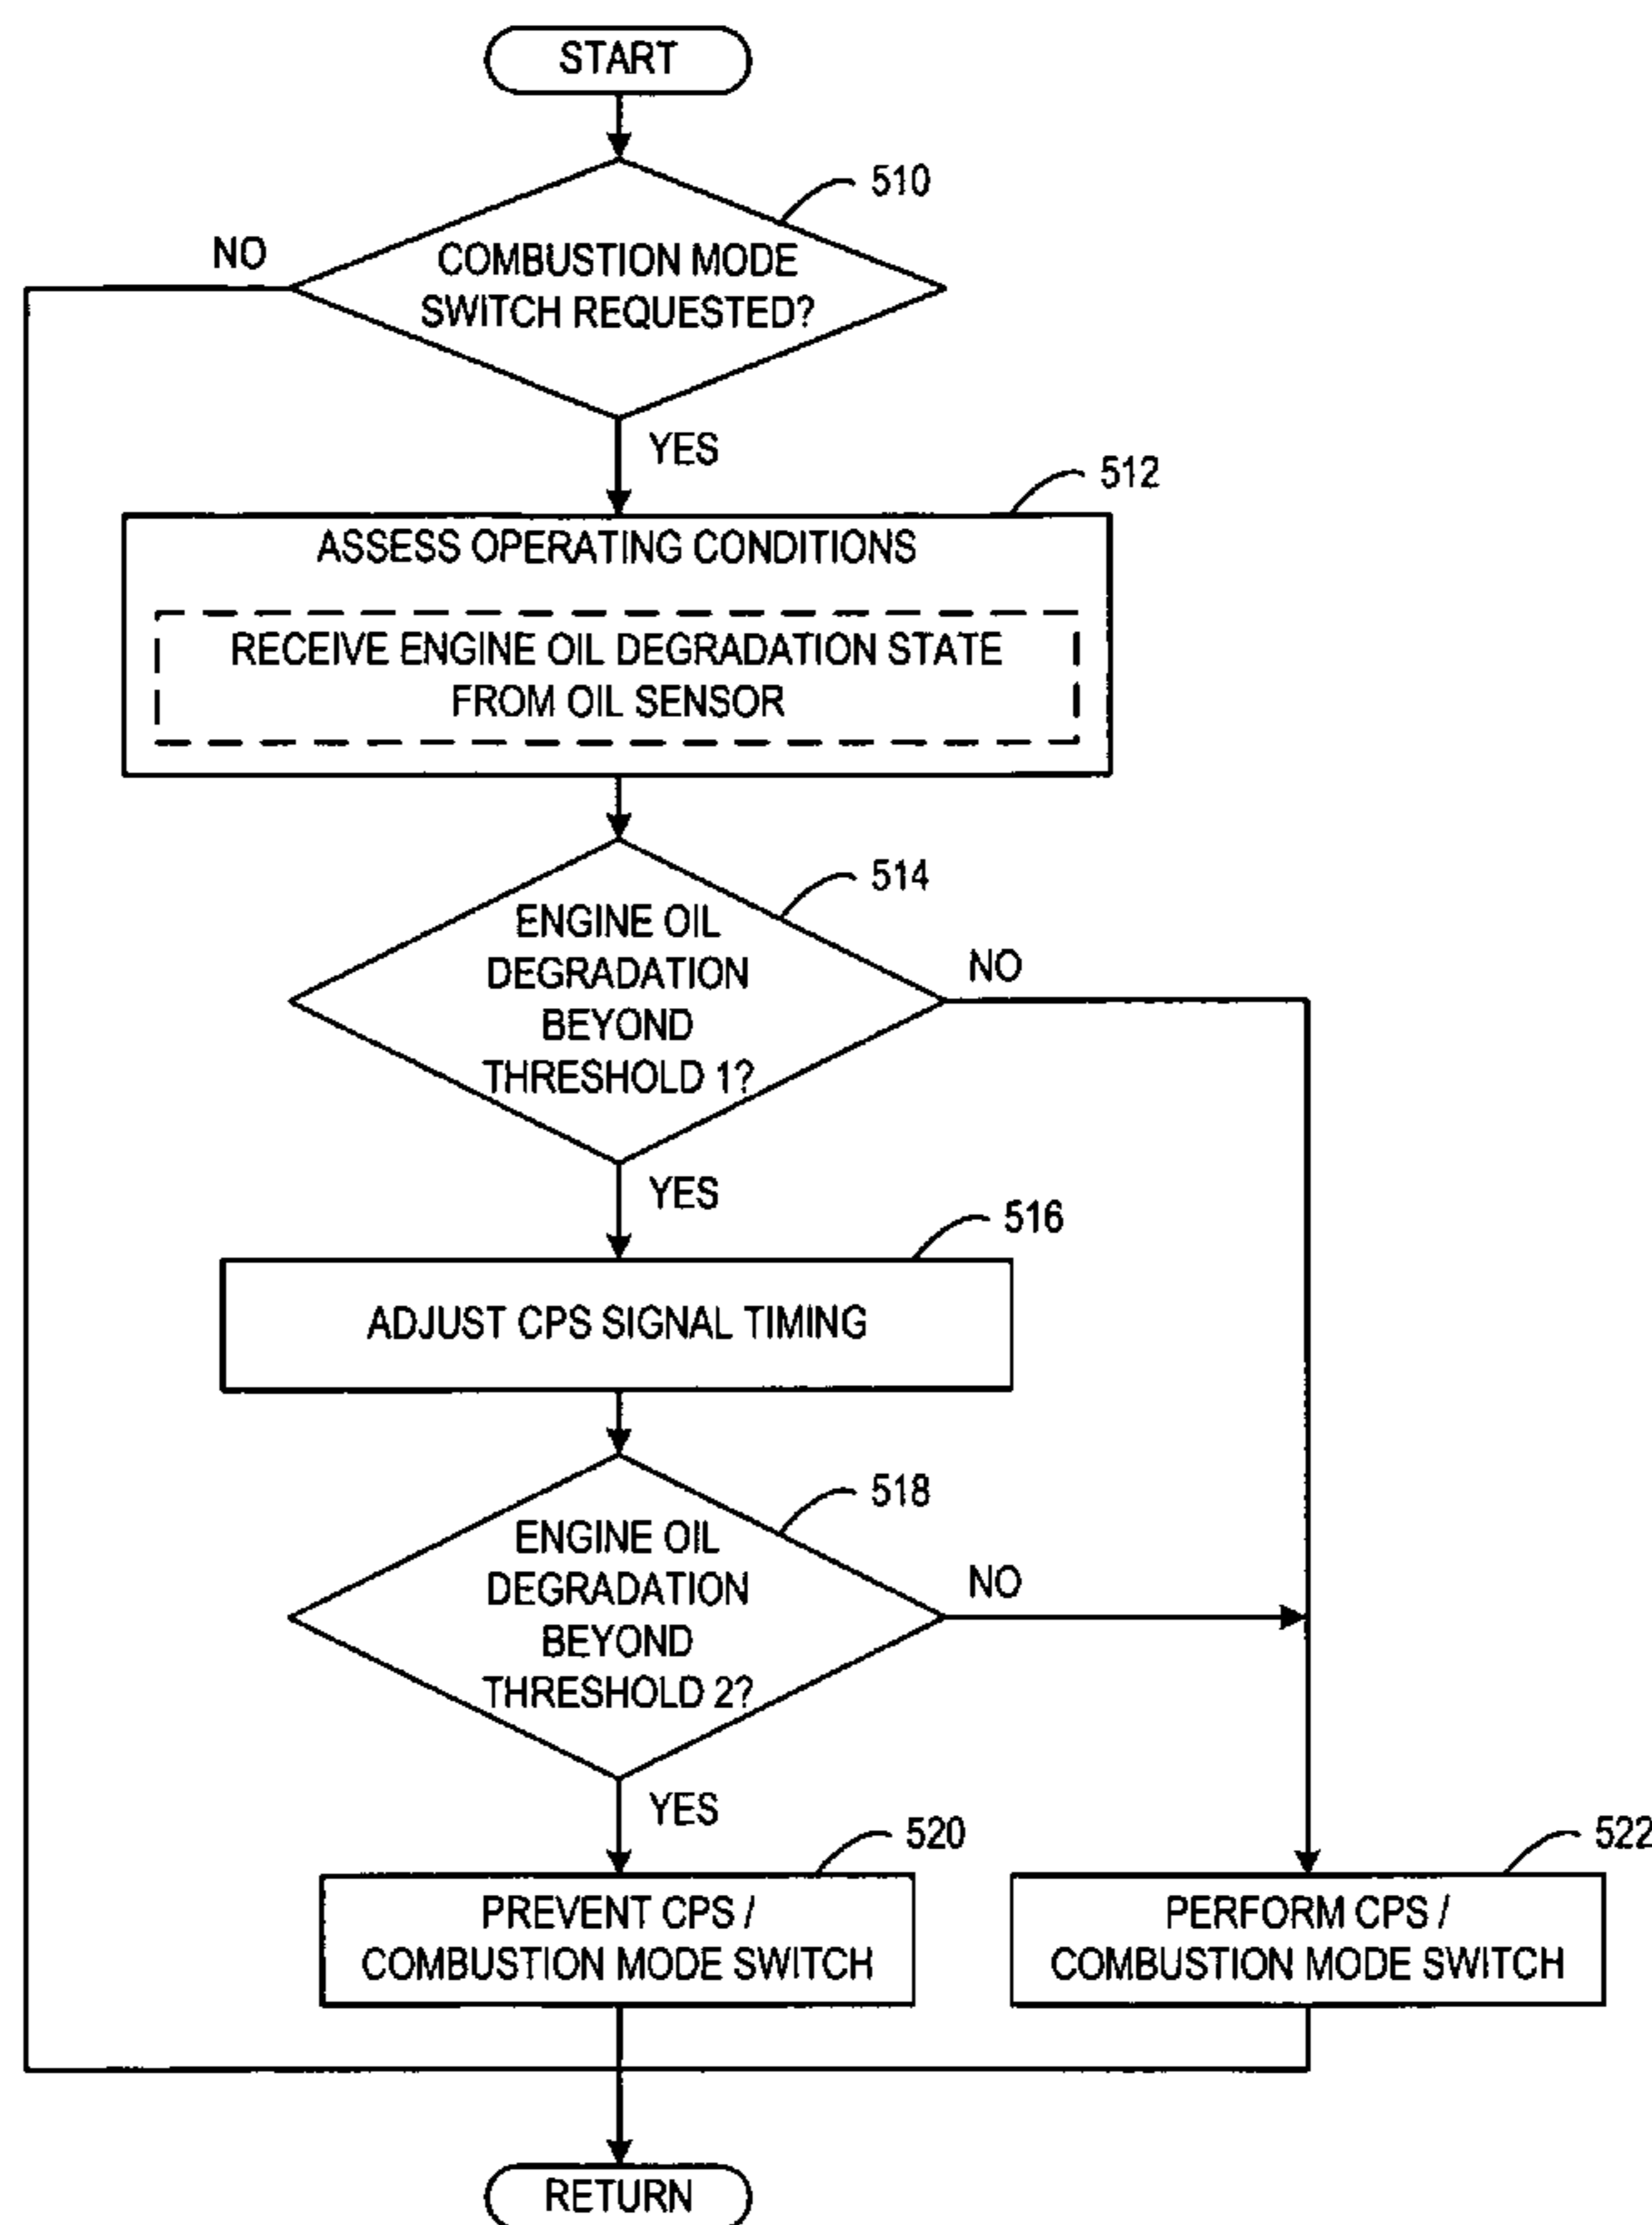 START
510
NO
COMBUSTION MODE
SWITCH REQUESTED?
YES
512
ASSESS OPERATING CONDITIONS
RECEIVE ENGINE OIL DEGRADATION STATE
FROM OIL SENSOR
514
ENGINE OIL
DEGRADATION
BEYOND
THRESHOLD 1?
NO
YES
516
ADJUST CPS SIGNAL TIMING
518
ENGINE OIL
DEGRADATION
BEYOND
THRESHOLD 2?
NO
YES
520
PREVENT CPS /
COMBUSTION MODE SWITCH
522
PERFORM CPS /
COMBUSTION MODE SWITCH
RETURN